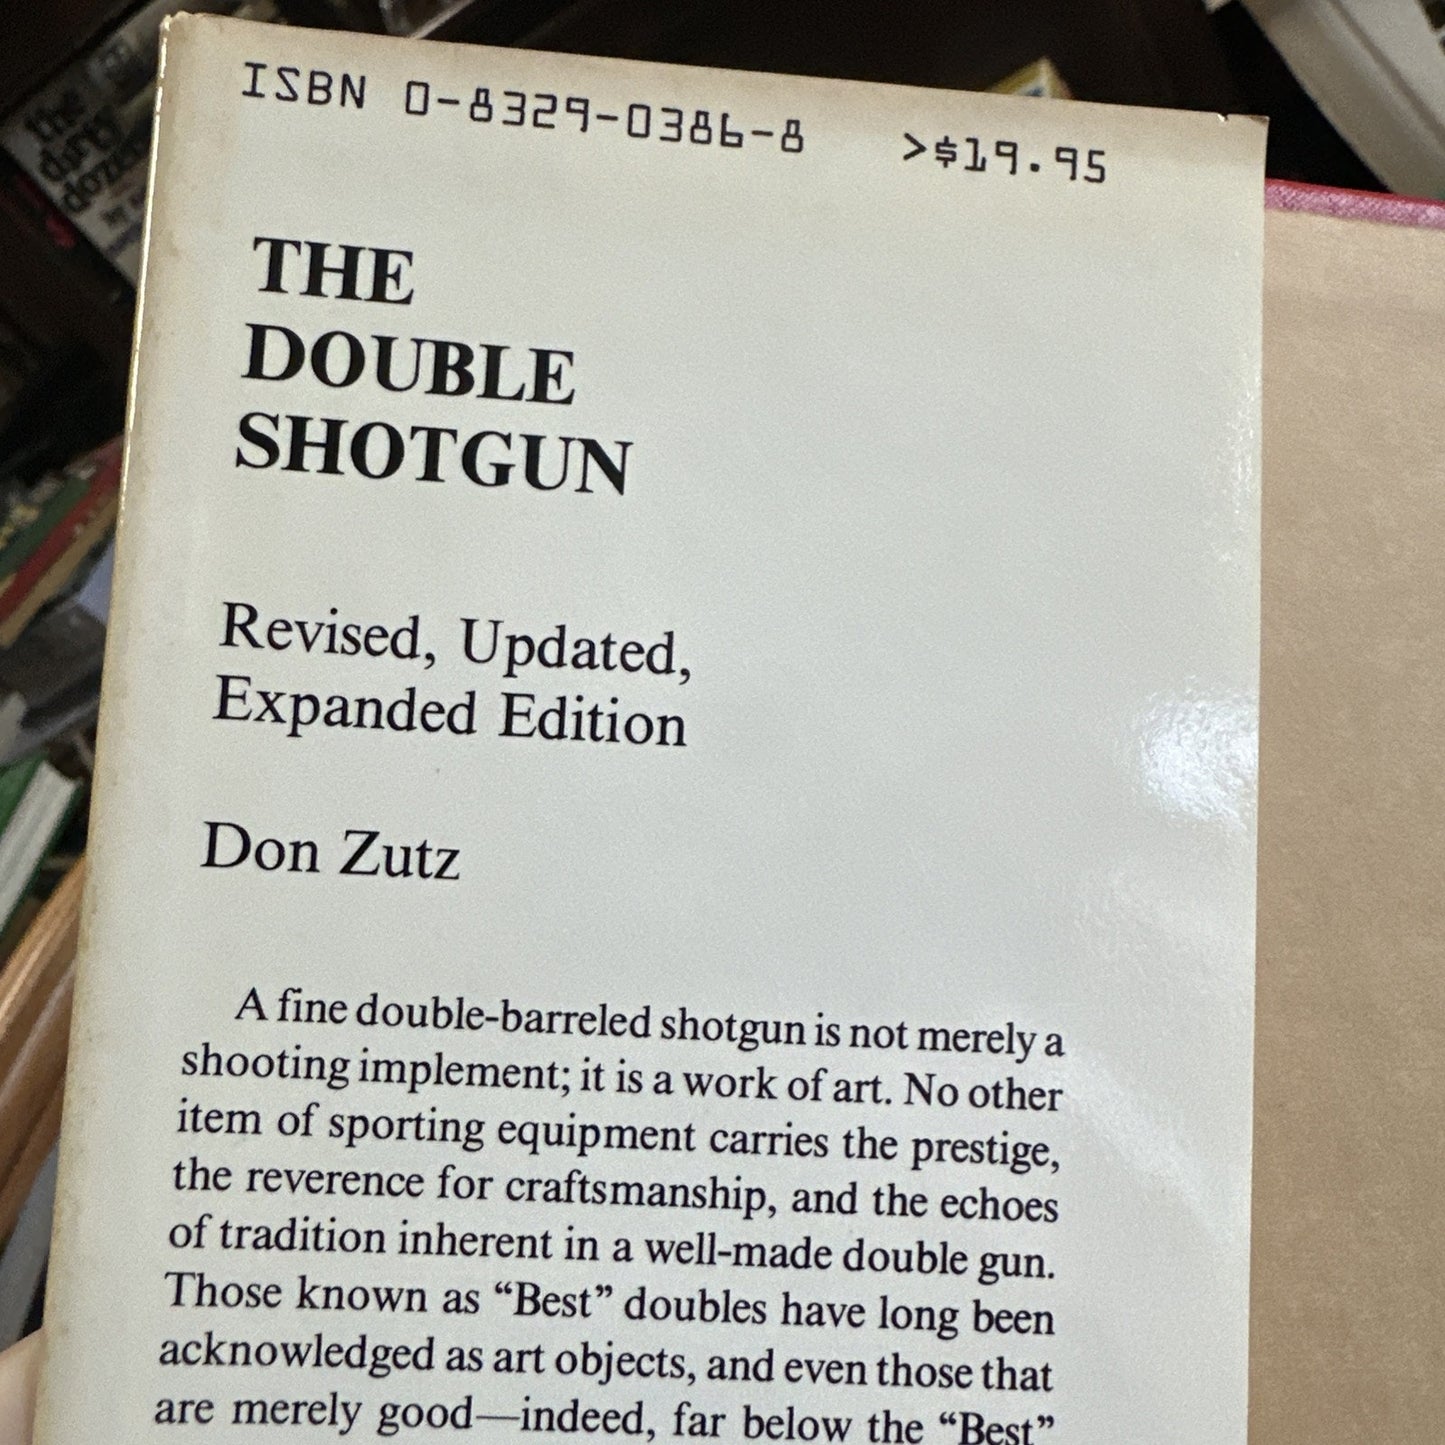 ISBN 0-8329-0386-8 >$19.95
THE
DOUBLE
SHOTGUN
Revised, Updated,
Expanded Edition
Don Zutz
A fine double-barreled shotgun is not merely a
shooting implement; it is a work of art. No other
item of sporting equipment carries the prestige,
the reverence for craftsmanship, and the echoes
of tradition inherent in a well-made double gun.
Those known as “Best” doubles have long been
acknowledged as art objects, and even those that
are merely good—indeed, far below the “Best”
the
dirty
dozen
by